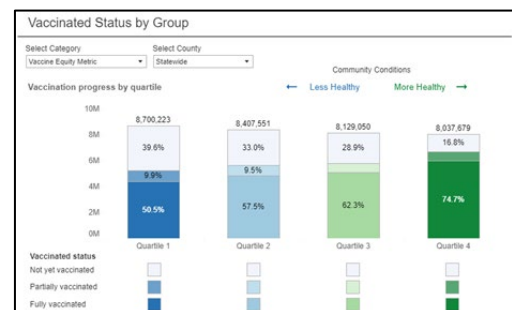 Vaccinated Status by Group
Select Category
Select County
Vaccine Equity Metric
Statewide
Community Conditions
Vaccination progress by quartile
← Less Healthy
More Healthy →
10M
8M
6M
4M
2M
0M
8,700,223
8,407,551
8,129,050
8,037,679
39.6%
33.0%
28.9%
16.8%
9.9%
9.5%
50.5%
57.5%
62.3%
74.7%
Quartile 1
Quartile 2
Quartile 3
Quartile 4
Vaccinated status
Not yet vaccinated
Partially vaccinated
Fully vaccinated